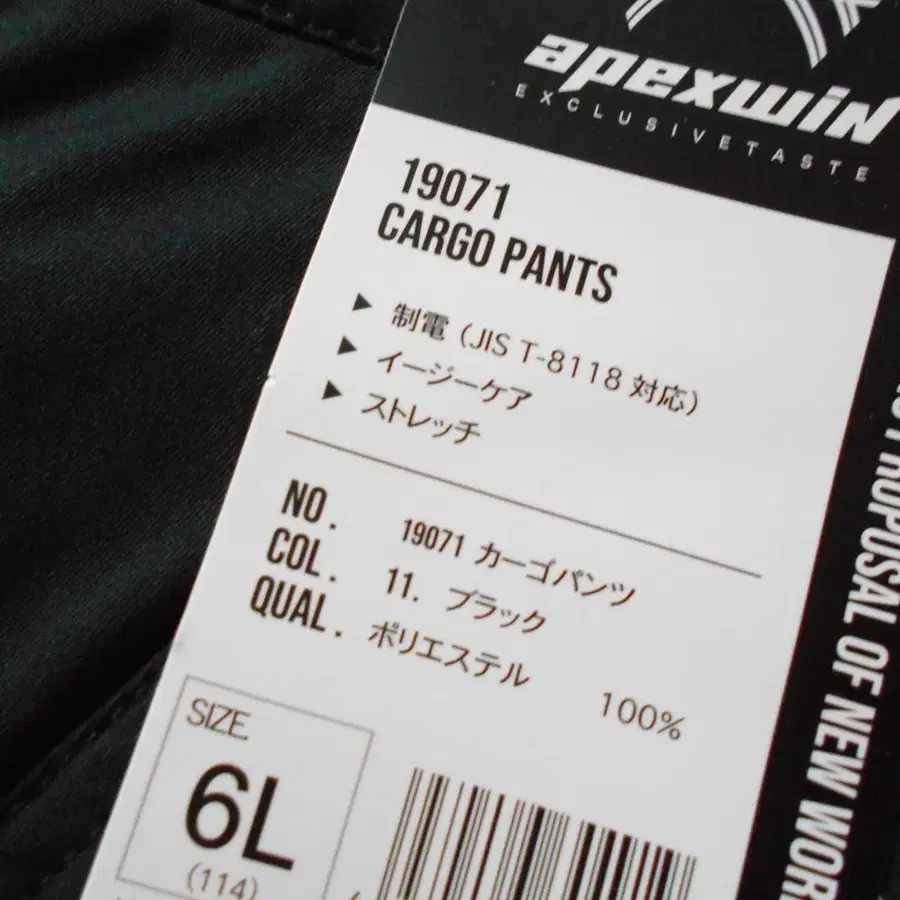 apexwin
EXCLUSIVETASTE
19071
CARGO PANTS
▶ 制電（JIS T-8118 対応）
▶ イージーケア
▶ ストレッチ
NO. 19071 カーゴパンツ
COL. 11. ブラック
QUAL. ポリエステル 100%
SIZE
6L
(114)
PROPOSAL OF NEW